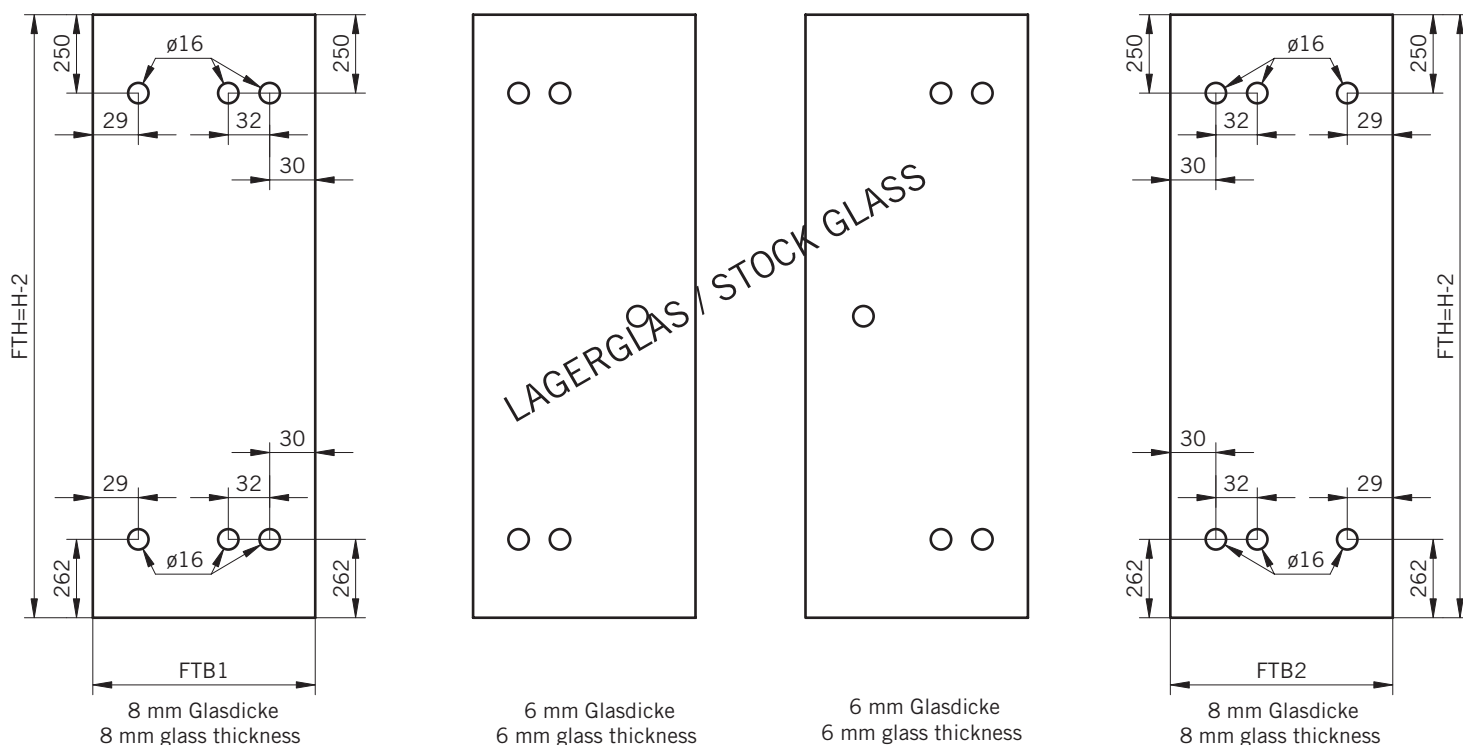 250
ø16
250
29
32
30
FTH=H-2
30
29
32
ø16
262
262
FTB1
8 mm Glasdicke
8 mm glass thickness
LAGERGLAS / STOCK GLASS
6 mm Glasdicke
6 mm glass thickness
6 mm Glasdicke
6 mm glass thickness
250
ø16
250
32
29
30
FTH=H-2
30
32
29
ø16
262
262
FTB2
8 mm Glasdicke
8 mm glass thickness